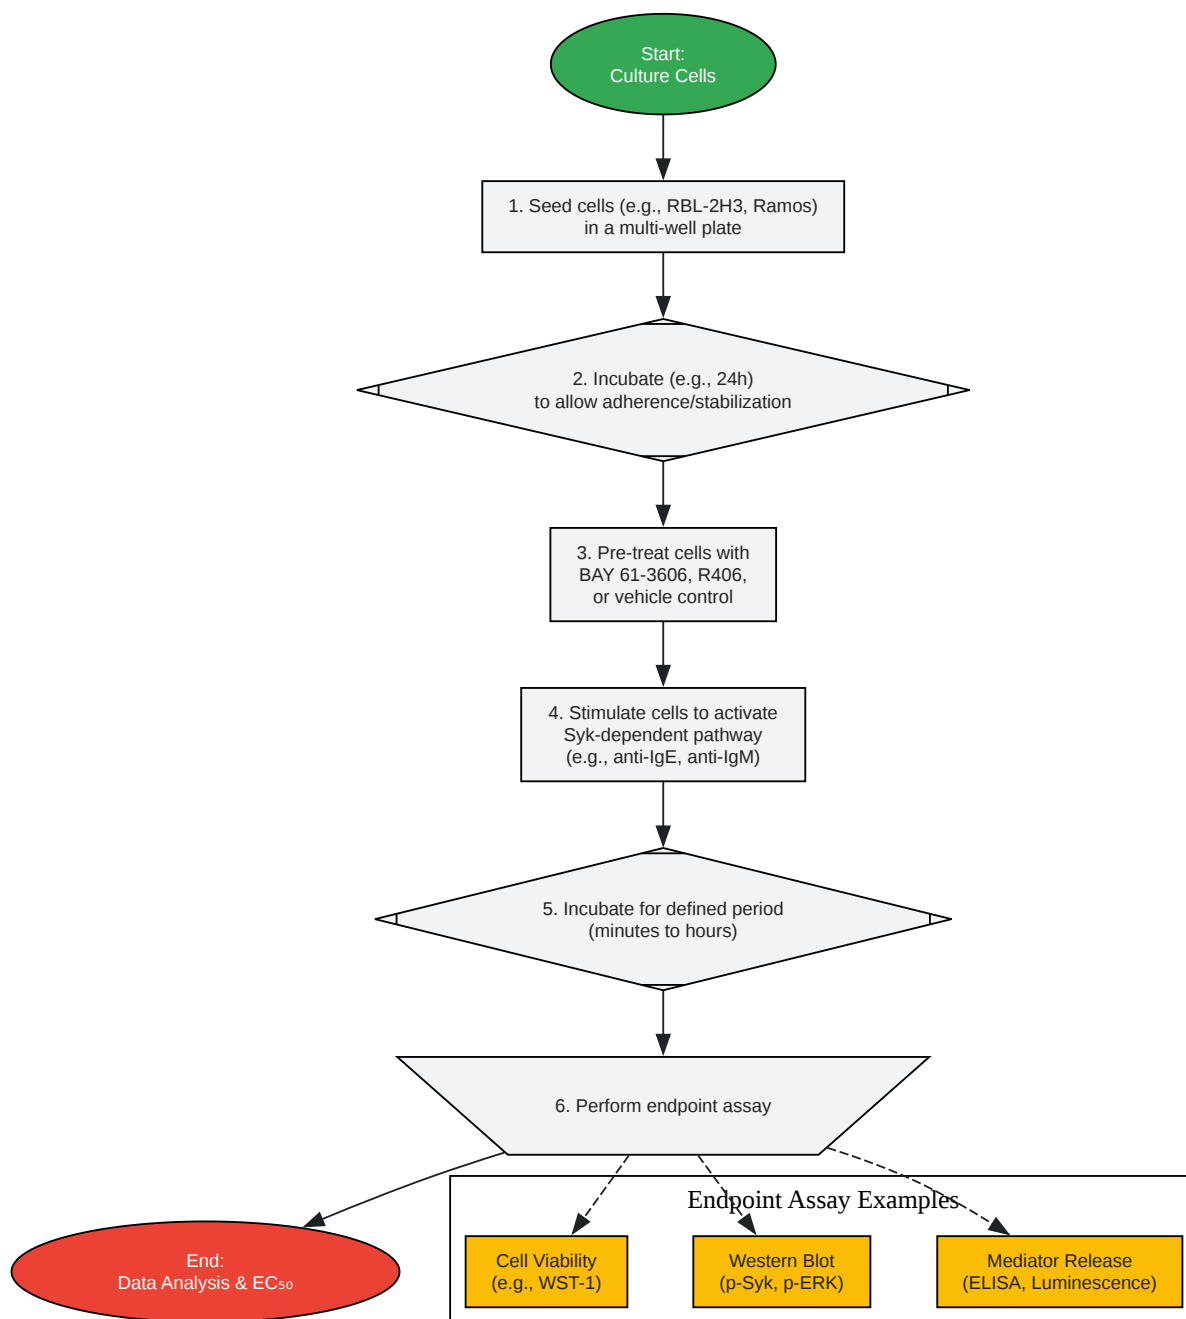 Start:
Culture Cells
1. Seed cells (e.g., RBL-2H3, Ramos)
in a multi-well plate
2. Incubate (e.g., 24h)
to allow adherence/stabilization
3. Pre-treat cells with
BAY 61-3606, R406,
or vehicle control
4. Stimulate cells to activate
Syk-dependent pathway
(e.g., anti-IgE, anti-IgM)
5. Incubate for defined period
(minutes to hours)
6. Perform endpoint assay
Endpoint Assay Examples
End:
Data Analysis & EC₅₀
Cell Viability
(e.g., WST-1)
Western Blot
(p-Syk, p-ERK)
Mediator Release
(ELISA, Luminescence)